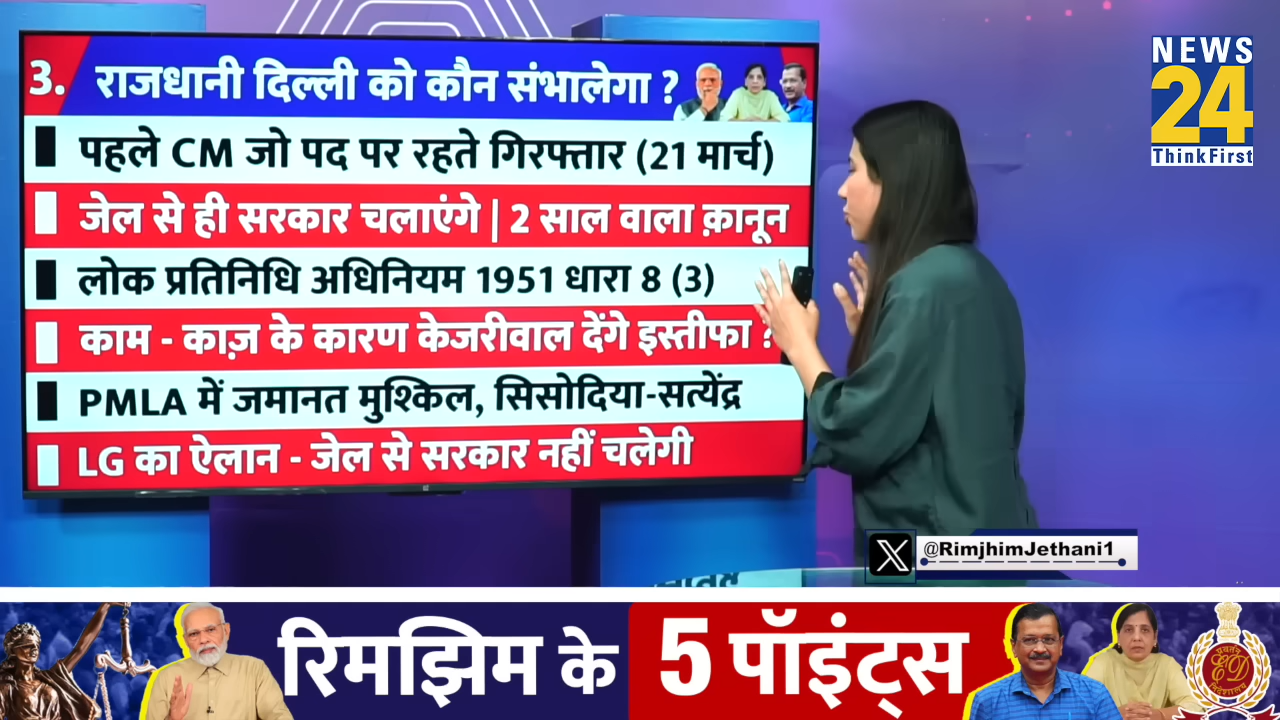 NEWS
24
ThinkFirst
3. राजधानी दिल्ली को कौन संभालेगा ?
पहले CM जो पद पर रहते गिरफ्तार (21 मार्च)
जेल से ही सरकार चलाएंगे | 2 साल वाला क़ानून
लोक प्रतिनिधि अधिनियम 1951 धारा 8 (3)
काम - काज़ के कारण केजरीवाल देंगे इस्तीफा ?
PMLA में जमानत मुश्किल, सिसोदिया-सत्येंद्र
LG का ऐलान - जेल से सरकार नहीं चलेगी
X @RimjhimJethani1
रिमझिम के 5 पॉइंट्स
ED